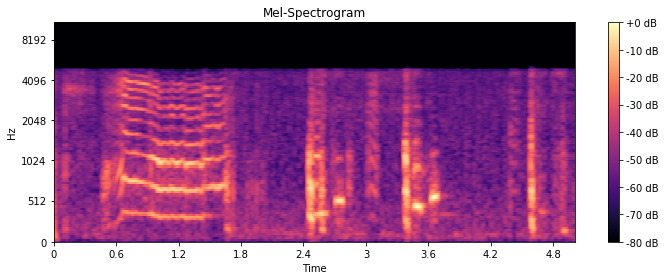 Mel-Spectrogram
8192
4096
2048
1024
512
0
Hz
0 0.6 1.2 1.8 2.4 3 3.6 4.2 4.8
Time
+0 dB
-10 dB
-20 dB
-30 dB
-40 dB
-50 dB
-60 dB
-70 dB
-80 dB